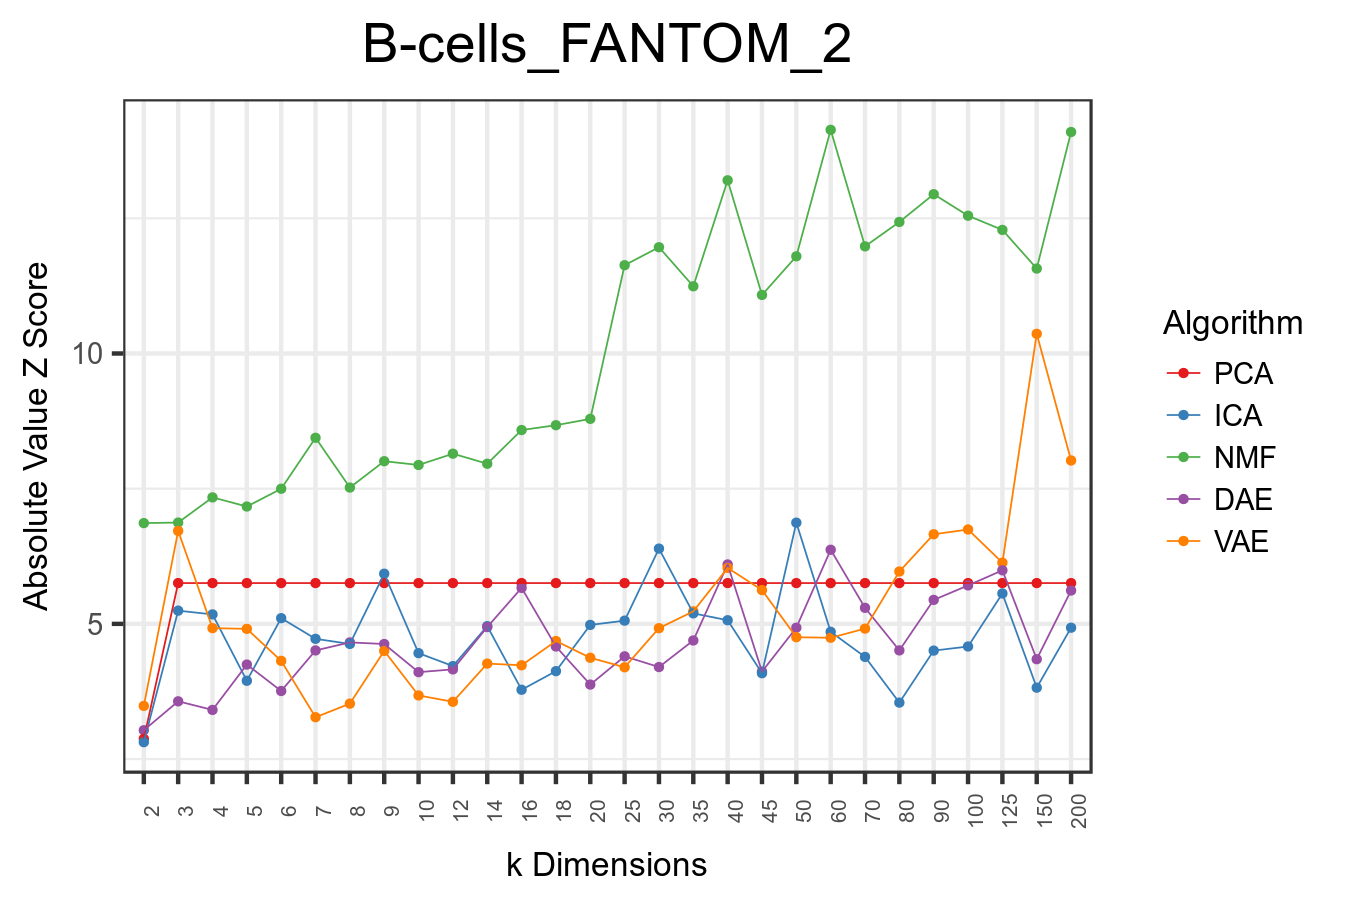 B-cells_FANTOM_2
Absolute Value Z Score
10
5
2 3 4 5 6 7 8 9 10 12 14 16 18 20 25 30 35 40 45 50 60 70 80 90 100 125 150 200
k Dimensions
Algorithm
PCA
ICA
NMF
DAE
VAE